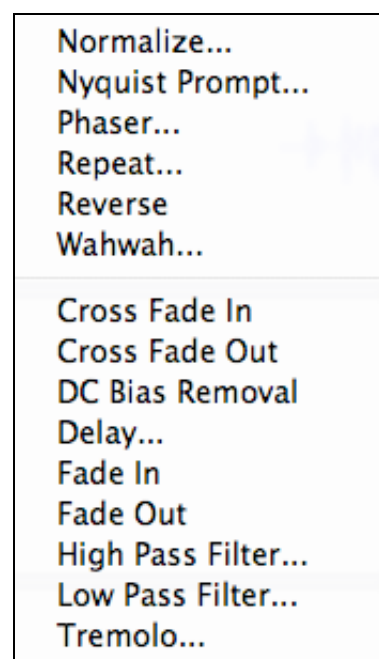 Normalize...
Nyquist Prompt...
Phaser...
Repeat...
Reverse
Wahwah...
Cross Fade In
Cross Fade Out
DC Bias Removal
Delay...
Fade In
Fade Out
High Pass Filter...
Low Pass Filter...
Tremolo...